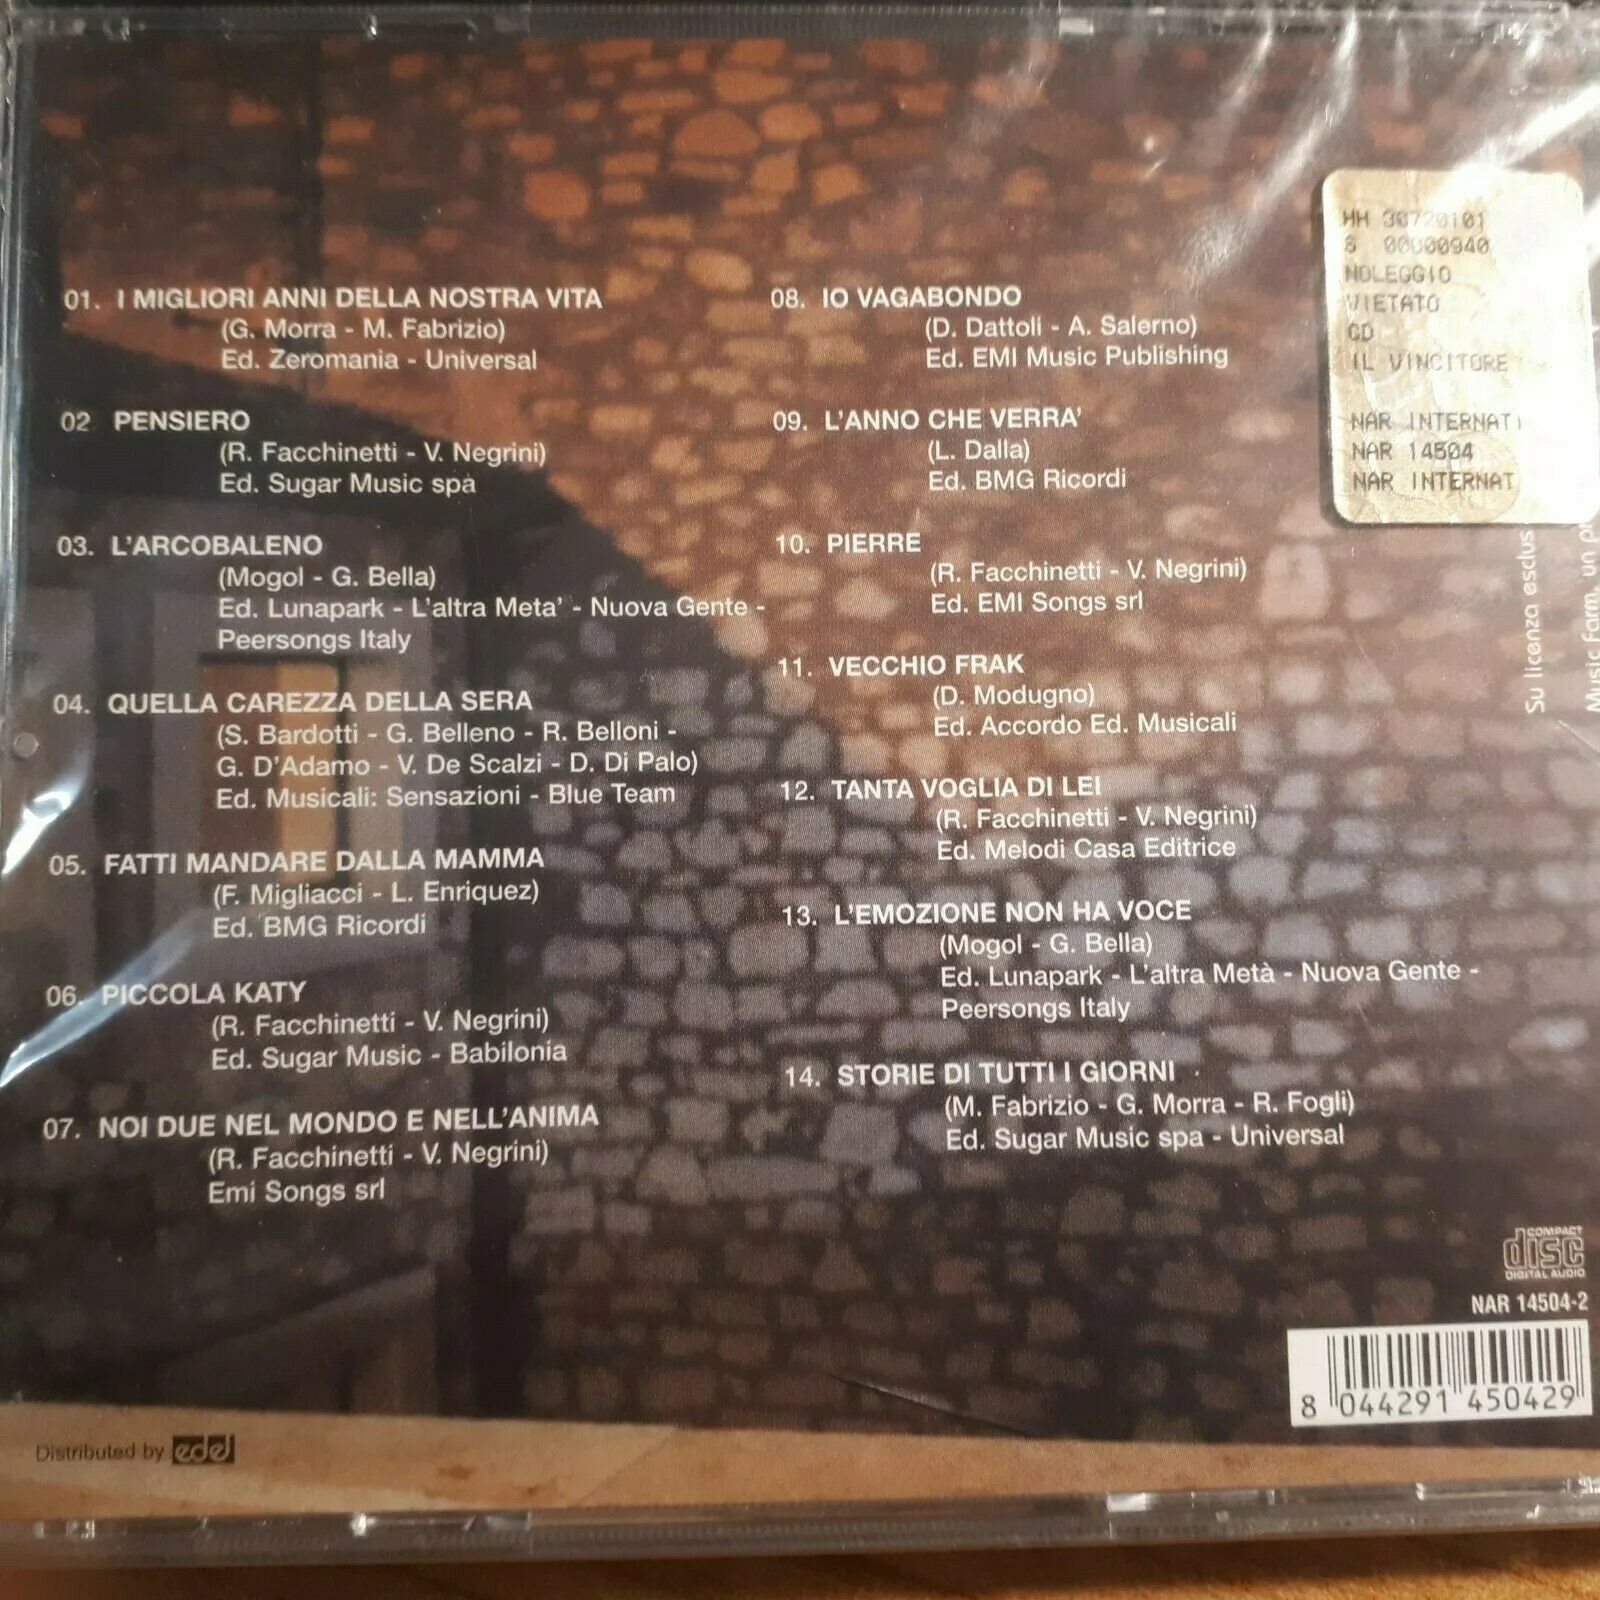 01. I MIGLIORI ANNI DELLA NOSTRA VITA
(G. Morra - M. Fabrizio)
Ed. Zeromania - Universal
02 PENSIERO
(R. Facchinetti - V. Negrini)
Ed. Sugar Music spa
03. L'ARCOBALENO
(Mogol - G. Bella)
Ed. Lunapark - L'altra Meta' - Nuova Gente -
Peersongs Italy
04. QUELLA CAREZZA DELLA SERA
(S. Bardotti - G. Belleno - R. Belloni -
G. D'Adamo - V. De Scalzi - D. Di Palo)
Ed. Musicali: Sensazioni - Blue Team
05. FATTI MANDARE DALLA MAMMA
(F. Migliacci - L. Enriquez)
Ed. BMG Ricordi
06. PICCOLA KATY
(R. Facchinetti - V. Negrini)
Ed. Sugar Music - Babilonia
07. NOI DUE NEL MONDO E NELL'ANIMA
(R. Facchinetti - V. Negrini)
Emi Songs srl
08. IO VAGABONDO
(D. Dattoli - A. Salerno)
Ed. EMI Music Publishing
09. L'ANNO CHE VERRA'
(L. Dalla)
Ed. BMG Ricordi
10. PIERRE
(R. Facchinetti - V. Negrini)
Ed. EMI Songs srl
11. VECCHIO FRAK
(D. Modugno)
Ed. Accordo Ed. Musicali
12. TANTA VOGLIA DI LEI
(R. Facchinetti - V. Negrini)
Ed. Melodi Casa Editrice
13. L'EMOZIONE NON HA VOCE
(Mogol - G. Bella)
Ed. Lunapark - L'altra Metà - Nuova Gente -
Peersongs Italy
14. STORIE DI TUTTI I GIORNI
(M. Fabrizio - G. Morra - R. Fogli)
Ed. Sugar Music spa - Universal
HH 30720101
S 00000940
NOLEGGIO
VIETATO
CD
IL VINCITORE
NAR INTERNATI
NAR 14504
NAR INTERNAT
Su licenza esclus
Music Farm, un
COMPACT
disc
DIGITAL AUDIO
NAR 14504-2
8 044291 450429
Distributed by edel